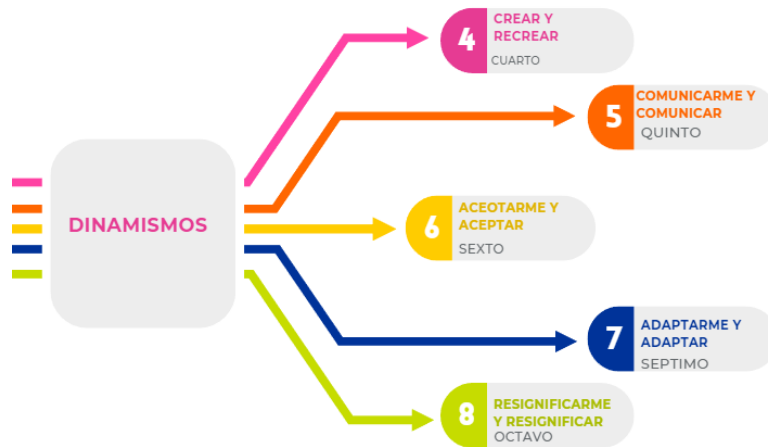 4
CREAR Y
RECREAR
CUARTO
5
COMUNICARME Y
COMUNICAR
QUINTO
DINAMISMOS
6
ACEOTARME Y
ACEPTAR
SEXTO
7
ADAPTARME Y
ADAPTAR
SEPTIMO
8
RESIGNIFICARME
Y RESIGNIFICAR
OCTAVO